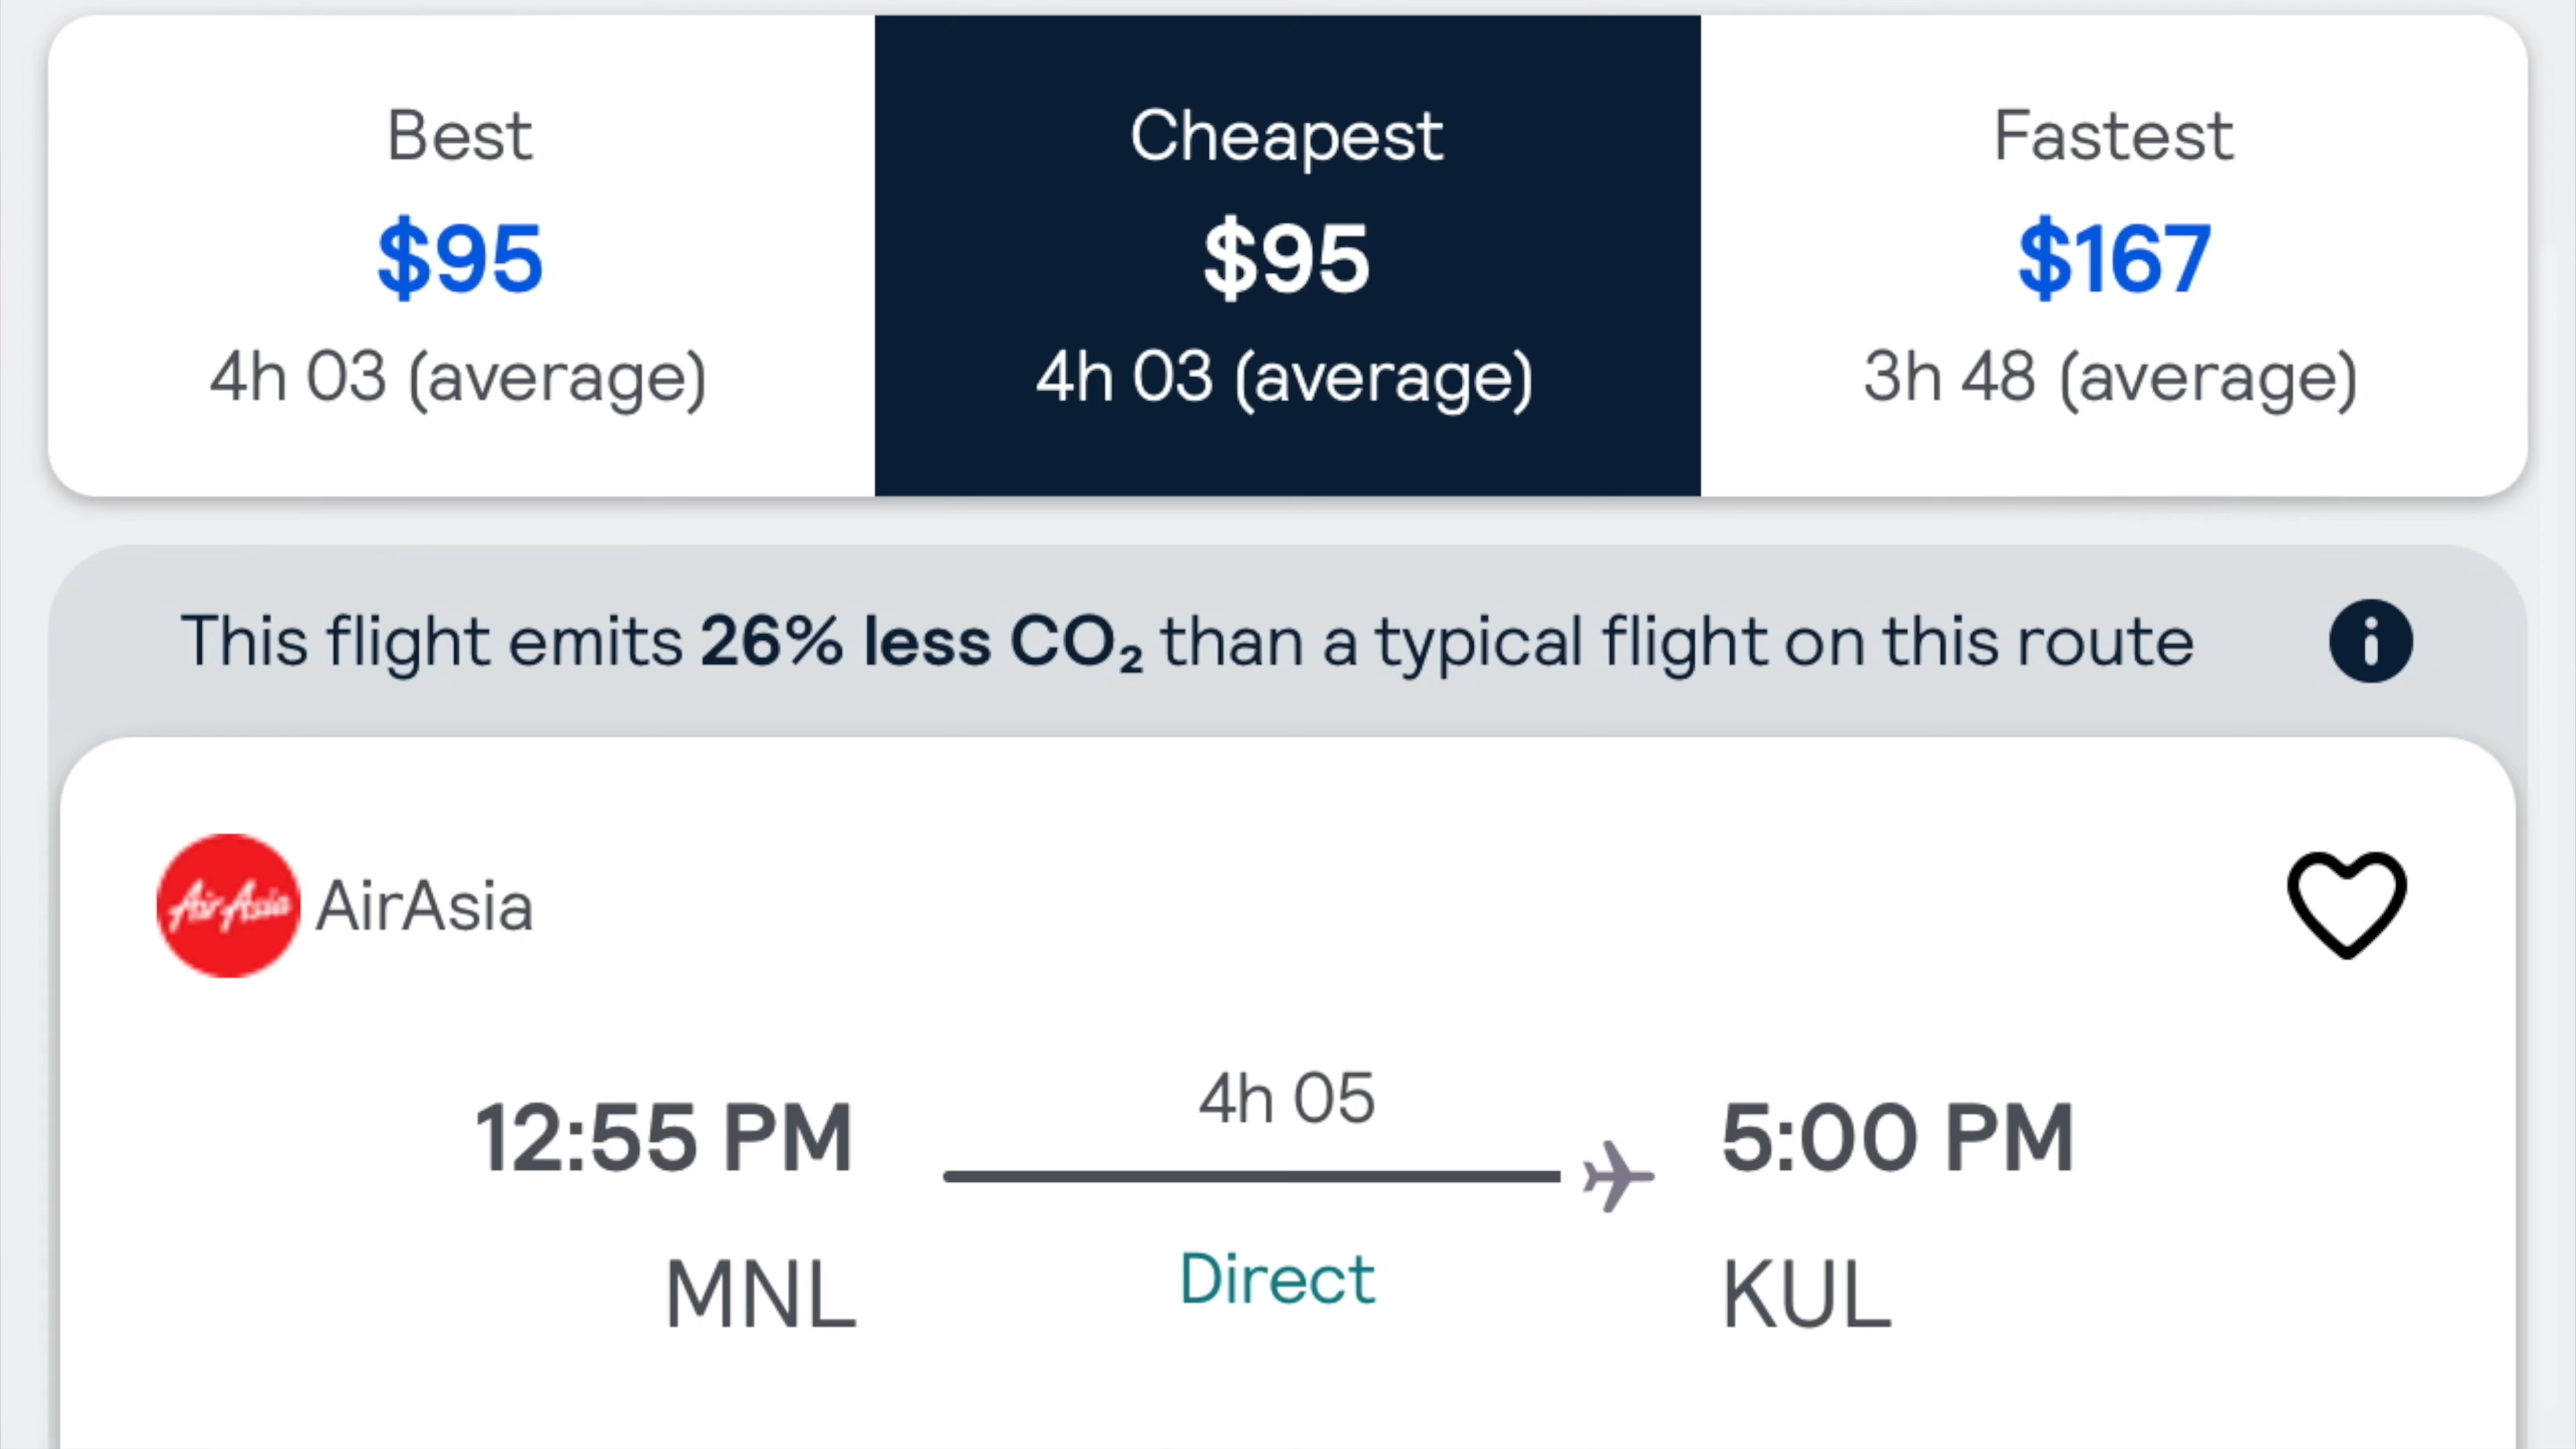 Best
$95
4h 03 (average)
Cheapest
$95
4h 03 (average)
Fastest
$167
3h 48 (average)
This flight emits 26% less CO₂ than a typical flight on this route
AirAsia
AirAsia
12:55 PM
MNL
4h 05
Direct
5:00 PM
KUL